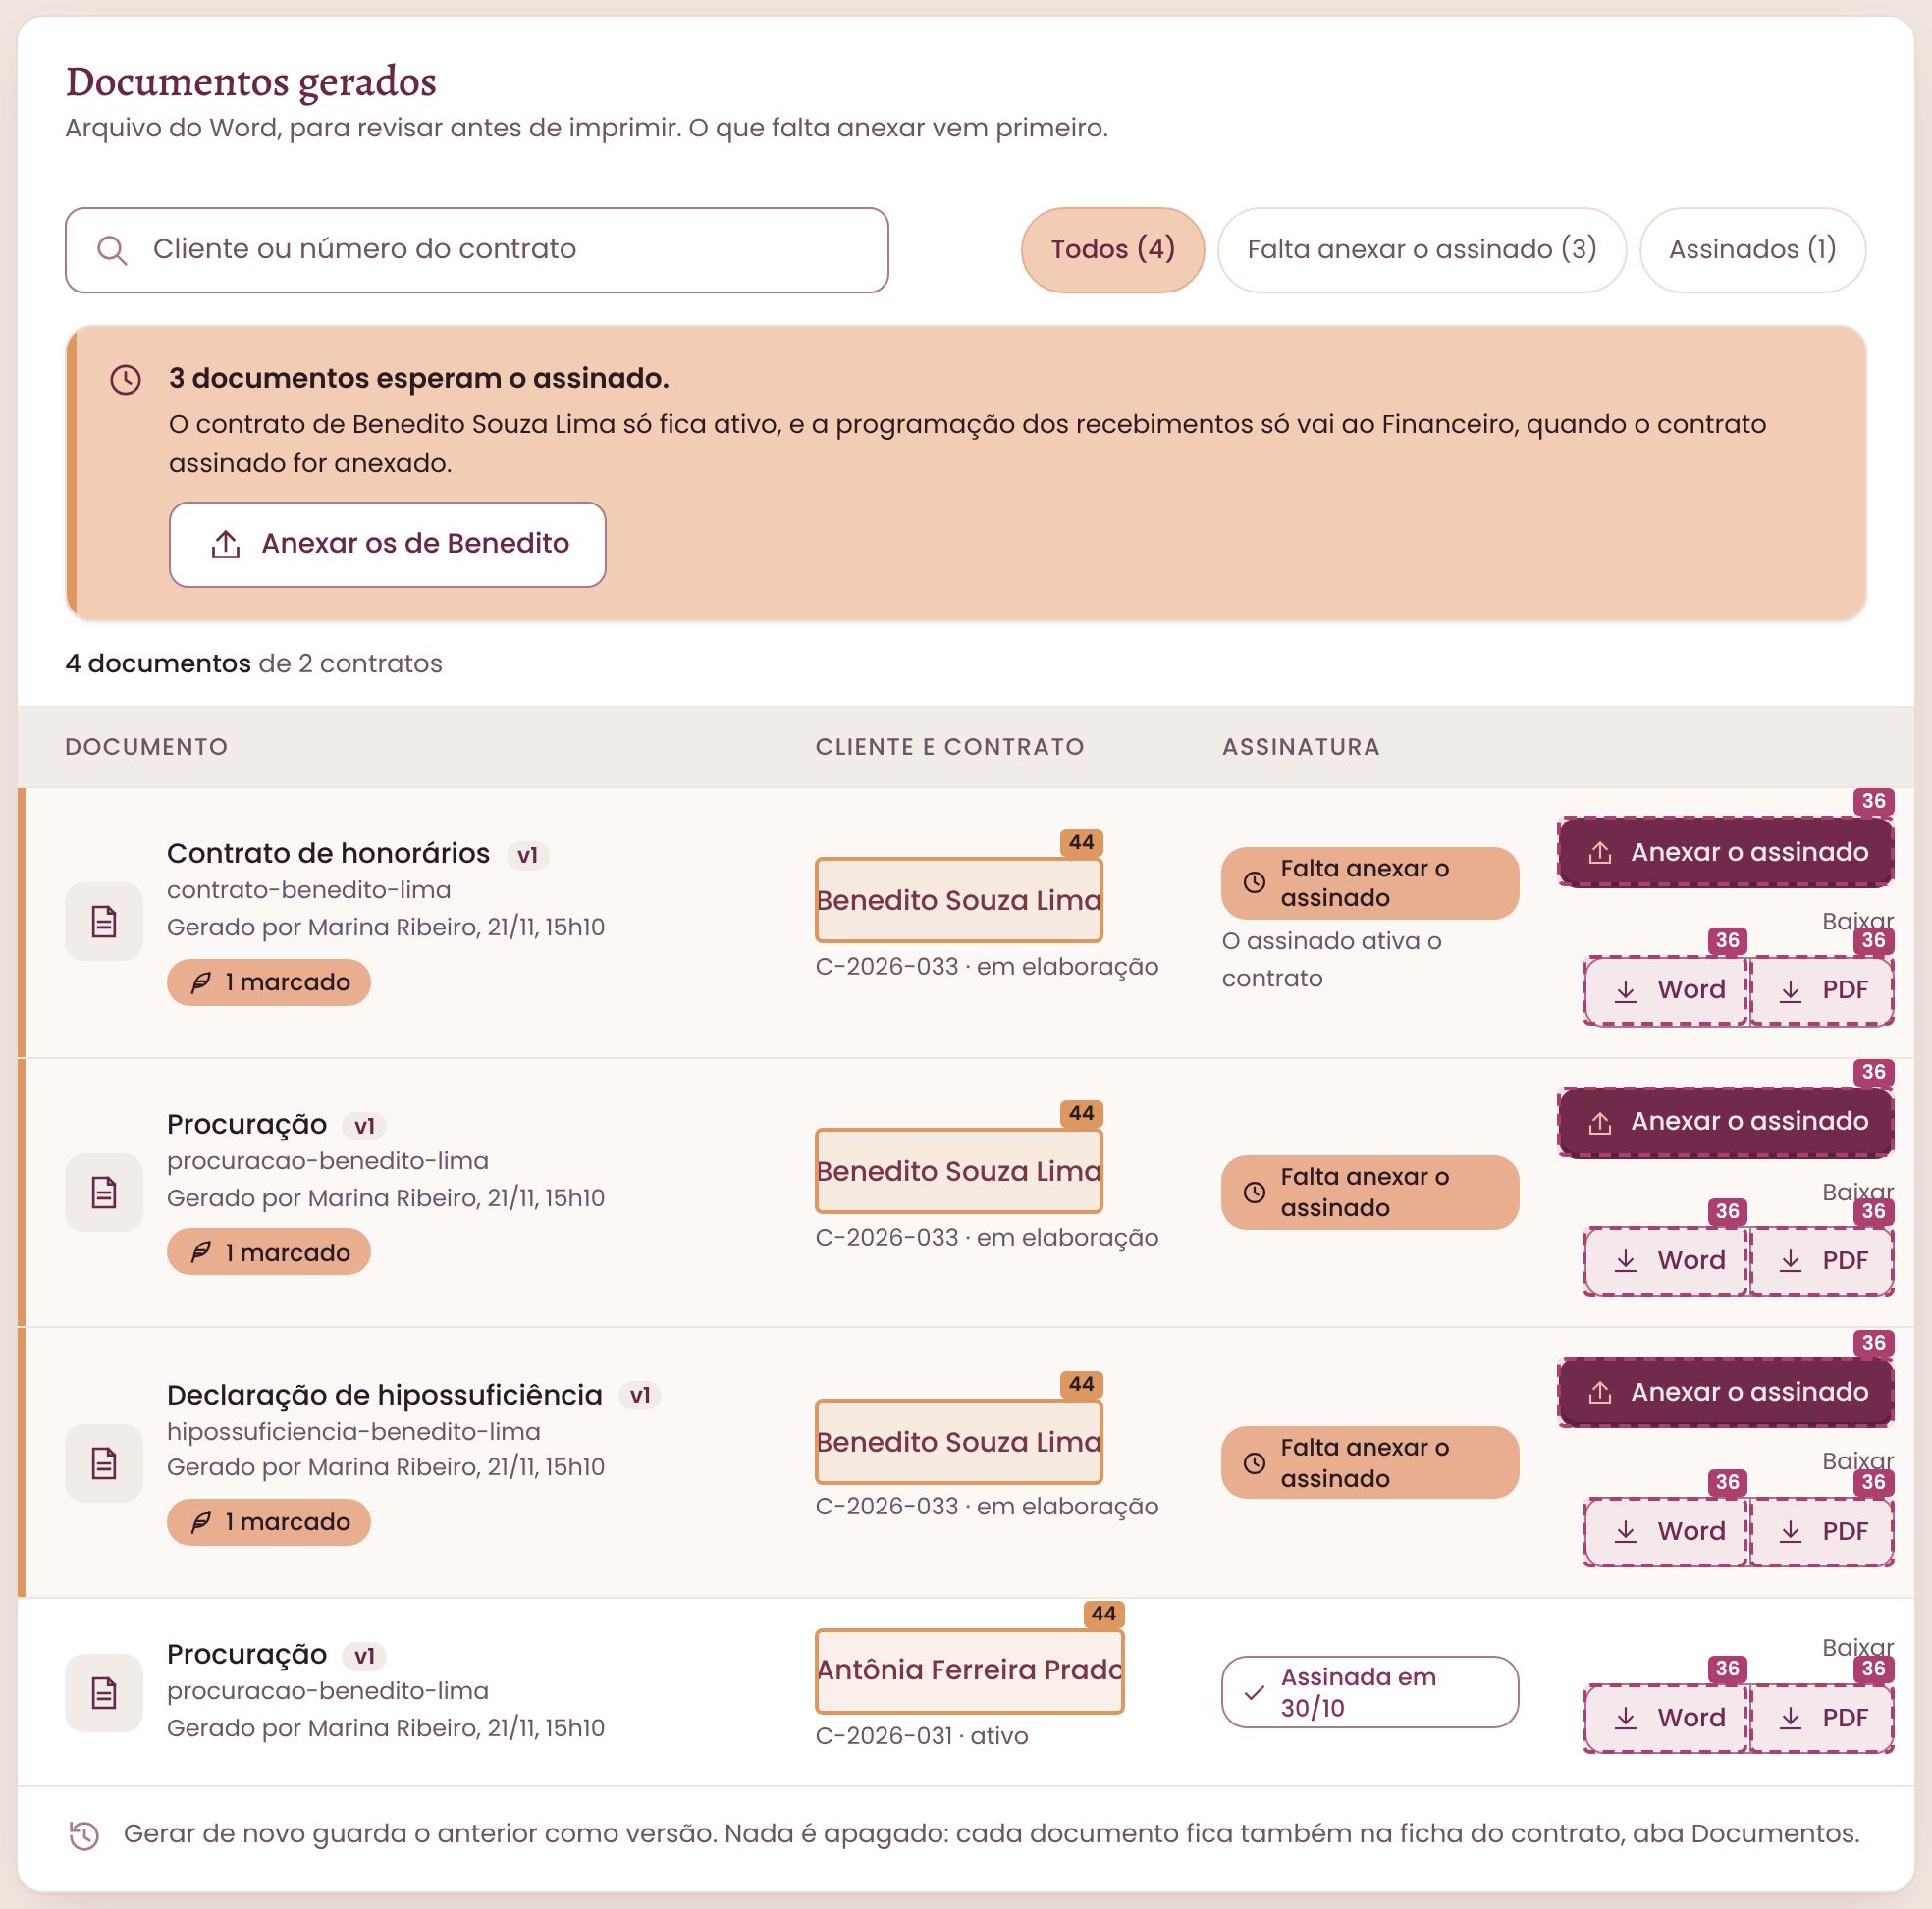 Documentos gerados
Arquivo do Word, para revisar antes de imprimir. O que falta anexar vem primeiro.
Cliente ou número do contrato
Todos (4)
Falta anexar o assinado (3)
Assinados (1)
3 documentos esperam o assinado.
O contrato de Benedito Souza Lima só fica ativo, e a programação dos recebimentos só vai ao Financeiro, quando o contrato
assinado for anexado.
Anexar os de Benedito
4 documentos de 2 contratos
DOCUMENTO
CLIENTE E CONTRATO
ASSINATURA
Contrato de honorários v1
contrato-benedito-lima
Gerado por Marina Ribeiro, 21/11, 15h10
1 marcado
44
Benedito Souza Lima
C-2026-033 · em elaboração
Falta anexar o
assinado
O assinado ativa o
contrato
36
Anexar o assinado
Baixar
36
36
Word
PDF
Procuração v1
procuracao-benedito-lima
Gerado por Marina Ribeiro, 21/11, 15h10
1 marcado
44
Benedito Souza Lima
C-2026-033 · em elaboração
Falta anexar o
assinado
36
Anexar o assinado
Baixar
36
36
Word
PDF
Declaração de hipossuficiência v1
hipossuficiencia-benedito-lima
Gerado por Marina Ribeiro, 21/11, 15h10
1 marcado
44
Benedito Souza Lima
C-2026-033 · em elaboração
Falta anexar o
assinado
36
Anexar o assinado
Baixar
36
36
Word
PDF
Procuração v1
procuracao-benedito-lima
Gerado por Marina Ribeiro, 21/11, 15h10
44
Antônia Ferreira Prado
C-2026-031 · ativo
Assinada em
30/10
Baixar
36
36
Word
PDF
Gerar de novo guarda o anterior como versão. Nada é apagado: cada documento fica também na ficha do contrato, aba Documentos.